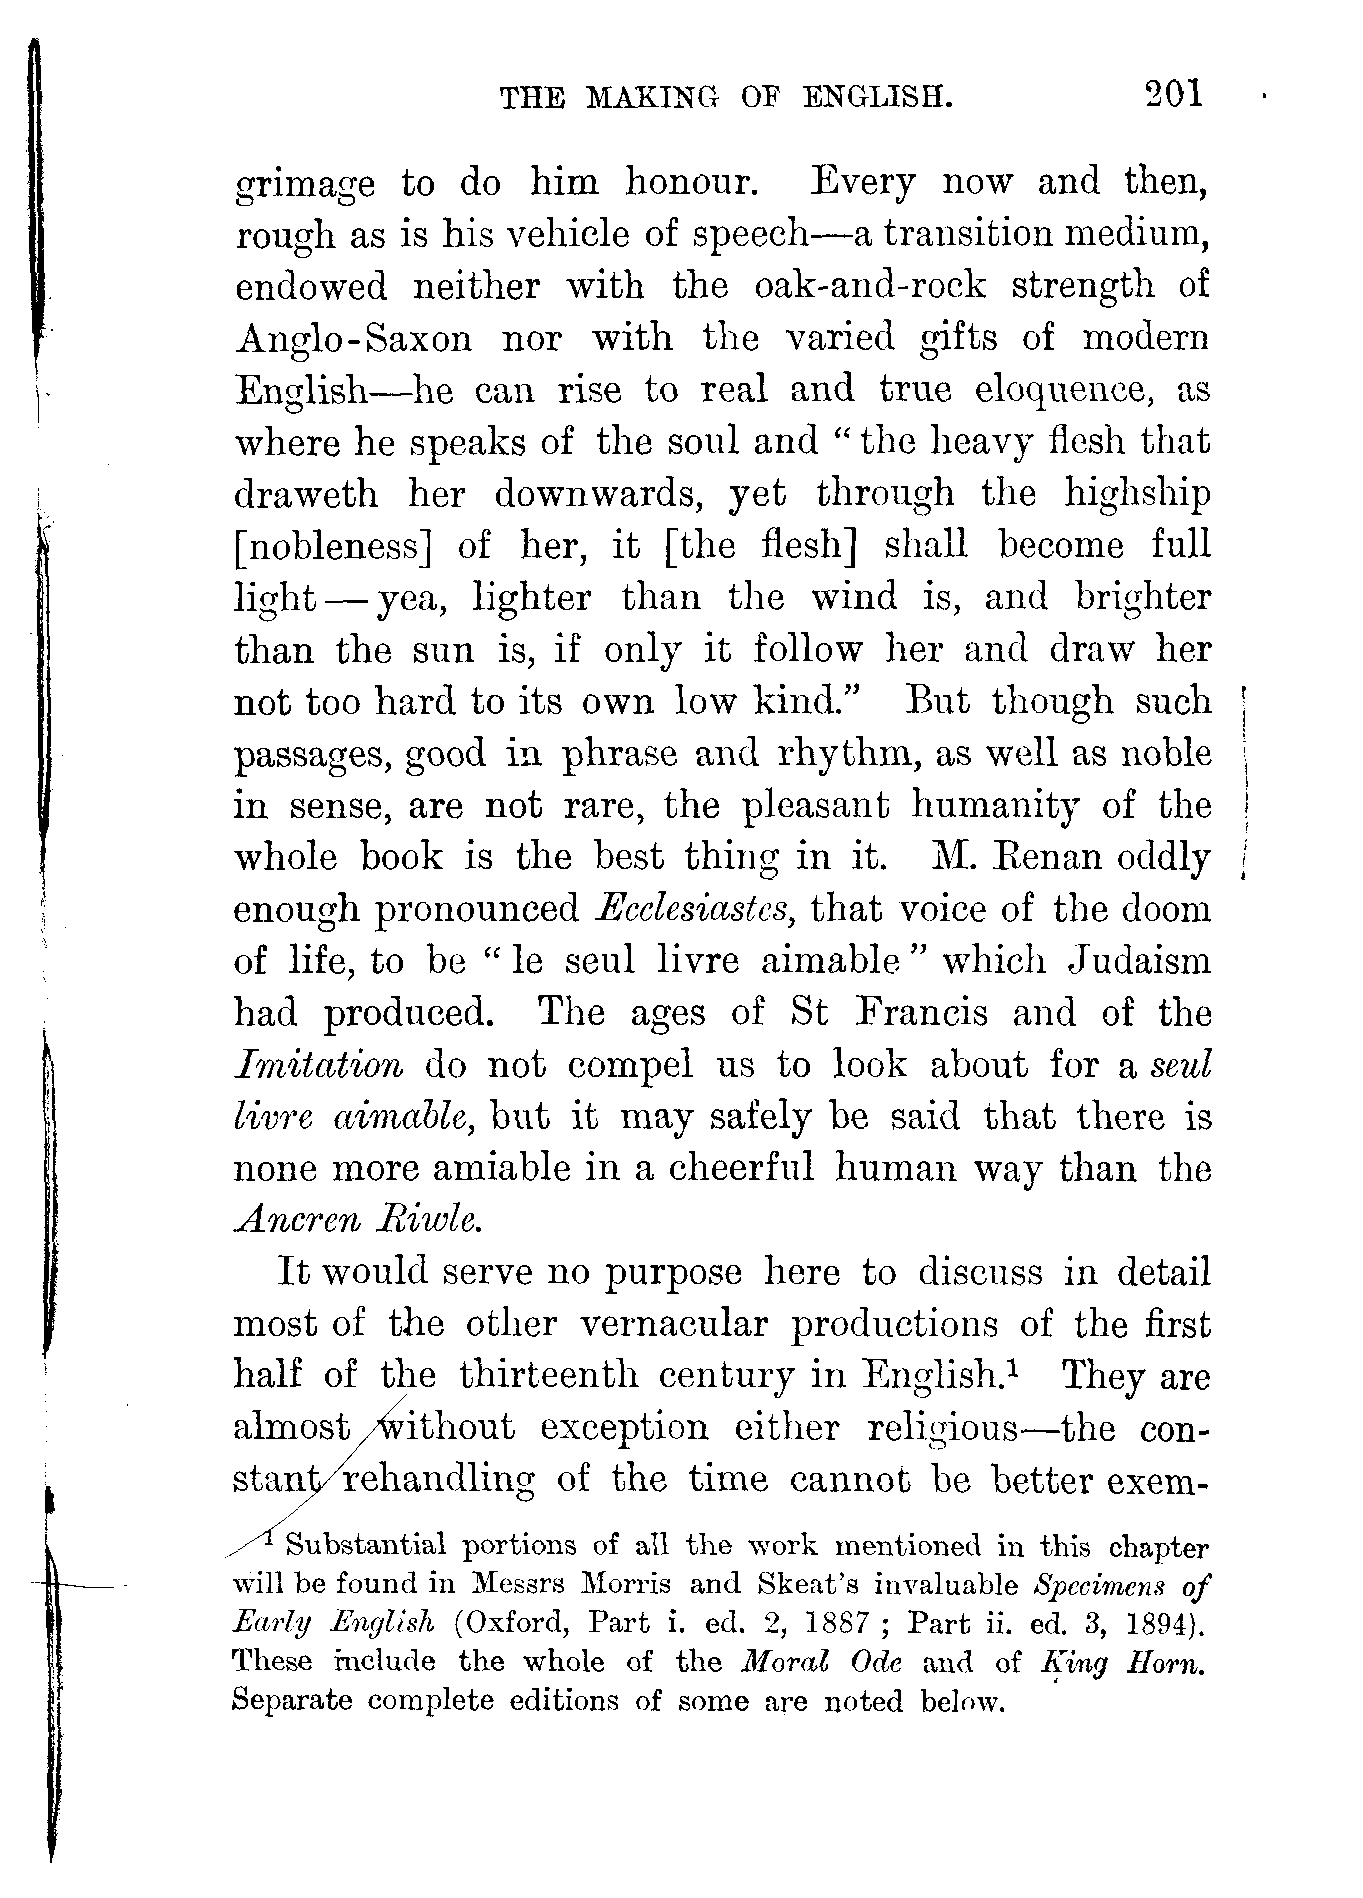 THE MAKING OF ENGLISH. 201
grimage to do him honour. Every now and then,
rough as is his vehicle of speech—a transition medium,
endowed neither with the oak-and-rock strength of
Anglo-Saxon nor with the varied gifts of modern
English—he can rise to real and true eloquence, as
where he speaks of the soul and “the heavy flesh that
draweth her downwards, yet through the highship
[nobleness] of her, it [the flesh] shall become full
light—yea, lighter than the wind is, and brighter
than the sun is, if only it follow her and draw her
not too hard to its own low kind.” But though such
passages, good in phrase and rhythm, as well as noble
in sense, are not rare, the pleasant humanity of the
whole book is the best thing in it. M. Renan oddly
enough pronounced Ecclesiastes, that voice of the doom
of life, to be “le seul livre aimable” which Judaism
had produced. The ages of St Francis and of the
Imitation do not compel us to look about for a seul
livre aimable, but it may safely be said that there is
none more amiable in a cheerful human way than the
Ancren Riwle.
It would serve no purpose here to discuss in detail
most of the other vernacular productions of the first
half of the thirteenth century in English.¹ They are
almost without exception either religious—the con-
stant rehandling of the time cannot be better exem-
¹ Substantial portions of all the work mentioned in this chapter
will be found in Messrs Morris and Skeat's invaluable Specimens of
Early English (Oxford, Part i. ed. 2, 1887; Part ii. ed. 3, 1894).
These include the whole of the Moral Ode and of King Horn.
Separate complete editions of some are noted below.